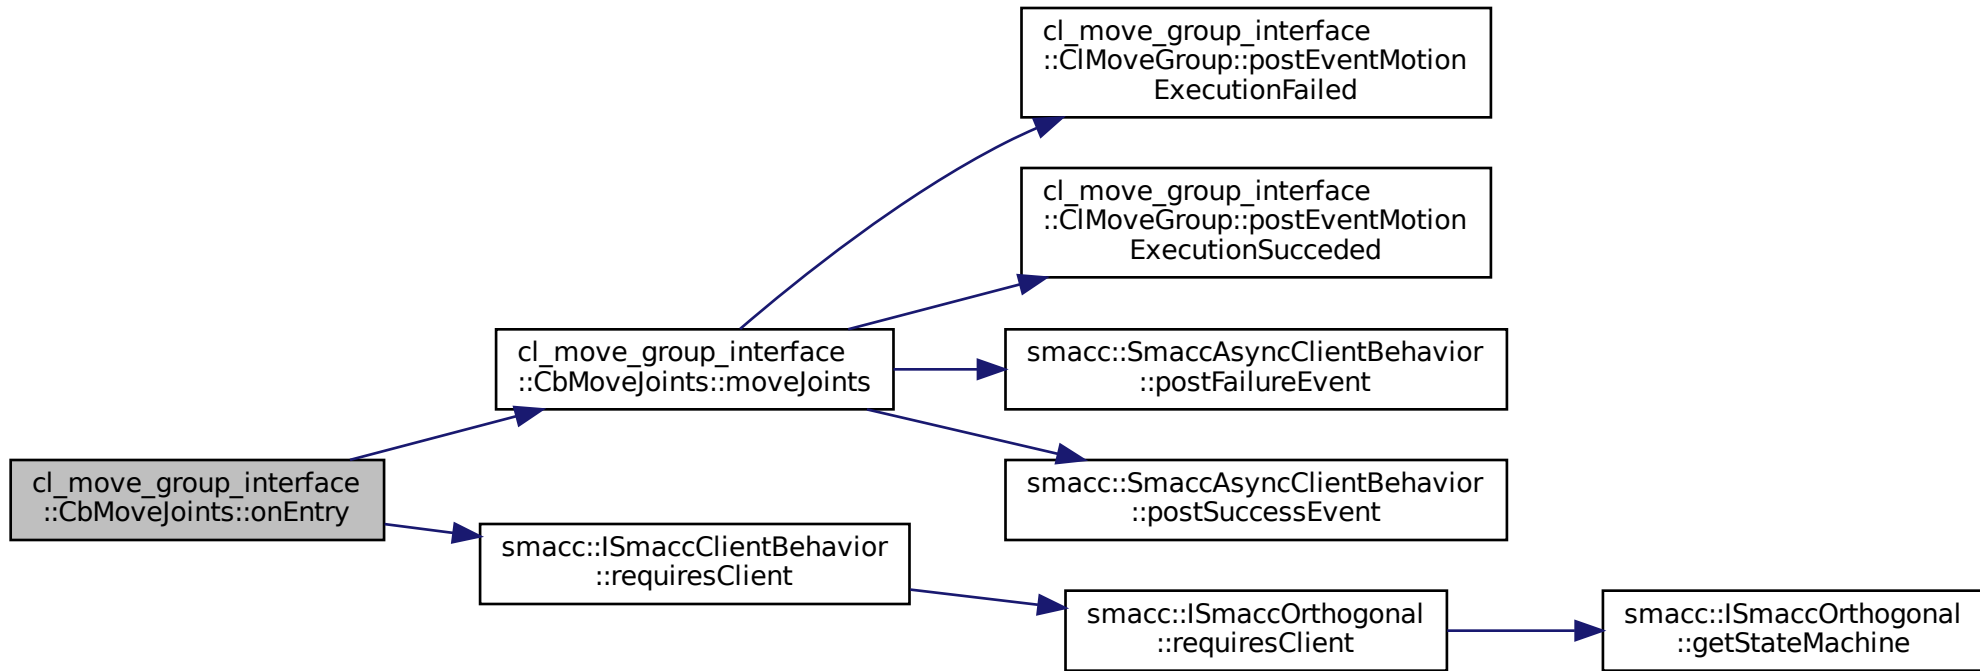 cl_move_group_interface
::ClMoveGroup::postEventMotion
ExecutionFailed
cl_move_group_interface
::ClMoveGroup::postEventMotion
ExecutionSucceded
cl_move_group_interface
::CbMoveJoints::moveJoints
smacc::SmaccAsyncClientBehavior
::postFailureEvent
cl_move_group_interface
::CbMoveJoints::onEntry
smacc::SmaccAsyncClientBehavior
::postSuccessEvent
smacc::ISmaccClientBehavior
::requiresClient
smacc::ISmaccOrthogonal
::requiresClient
smacc::ISmaccOrthogonal
::getStateMachine